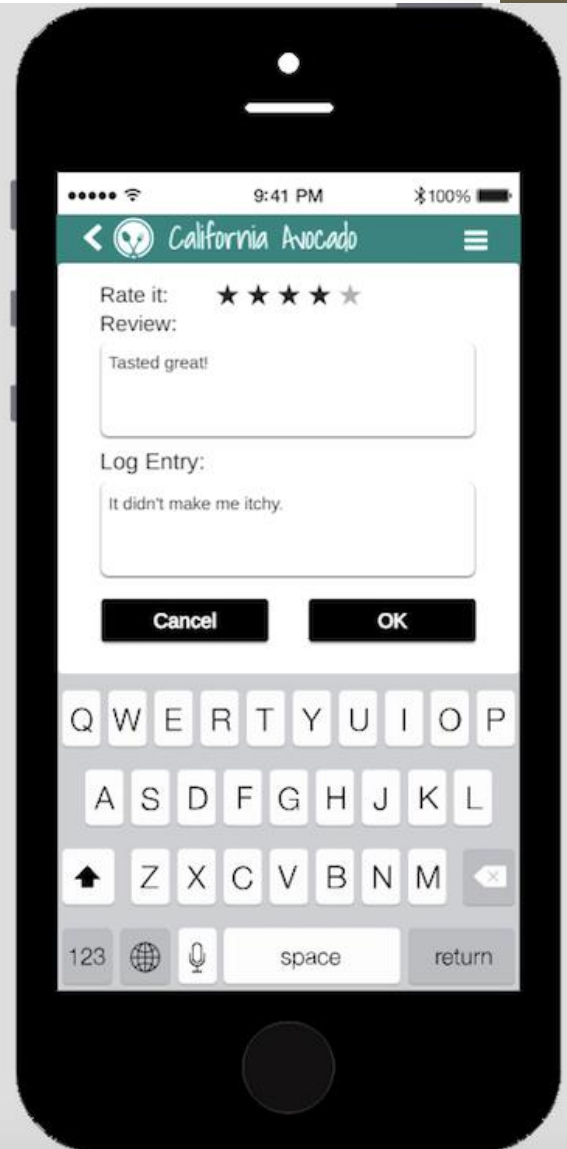 9:41 PM 100%
California Avocado
Rate it:
Review:
Tasted great!
Log Entry:
It didn't make me itchy.
Cancel OK
Q W E R T Y U I O P
A S D F G H J K L
Z X C V B N M
123 space return